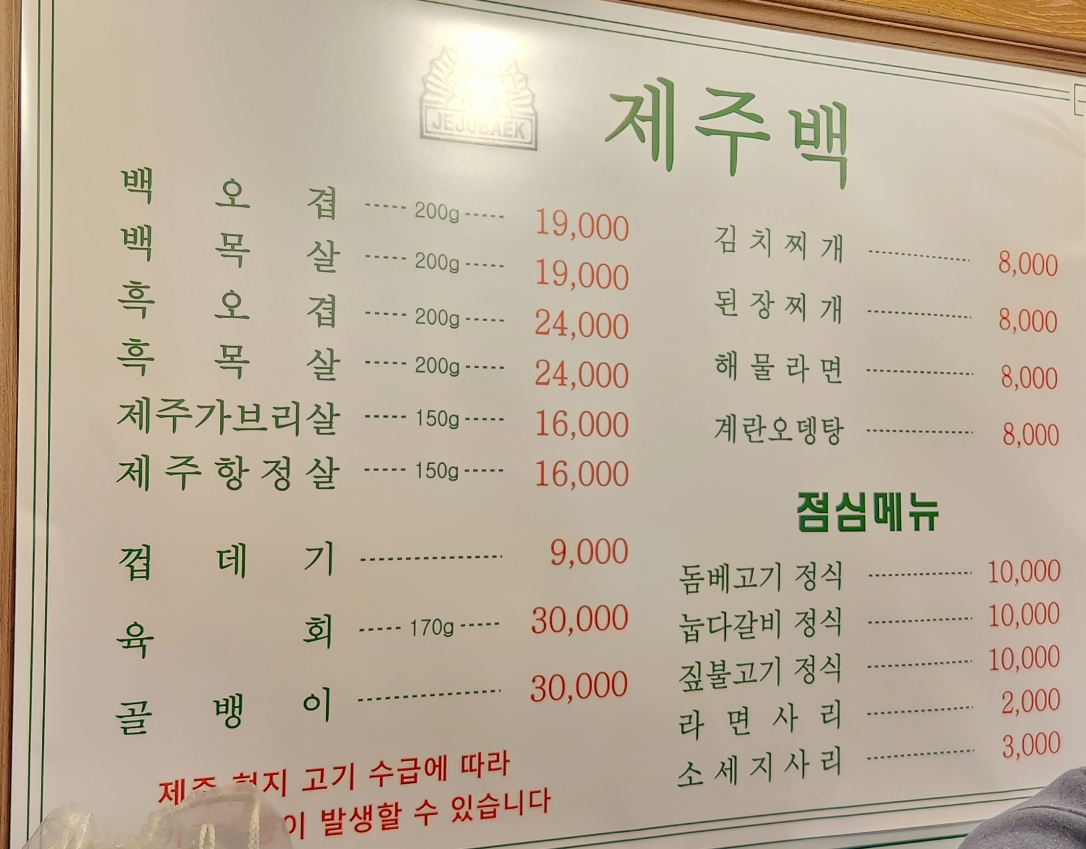 JEJUBAEK
제주백
백오겹 200g 19,000
백목살 200g 19,000
흑오겹 200g 24,000
흑목살 200g 24,000
제주가브리살 150g 16,000
제주항정살 150g 16,000
껍데기 9,000
육회 170g 30,000
골뱅이 30,000
제주 현지 고기 수급에 따라
이 발생할 수 있습니다
김치찌개 8,000
된장찌개 8,000
해물라면 8,000
계란오뎅탕 8,000
점심메뉴
돔베고기 정식 10,000
눕다갈비 정식 10,000
짚불고기 정식 10,000
라면사리 2,000
소세지사리 3,000